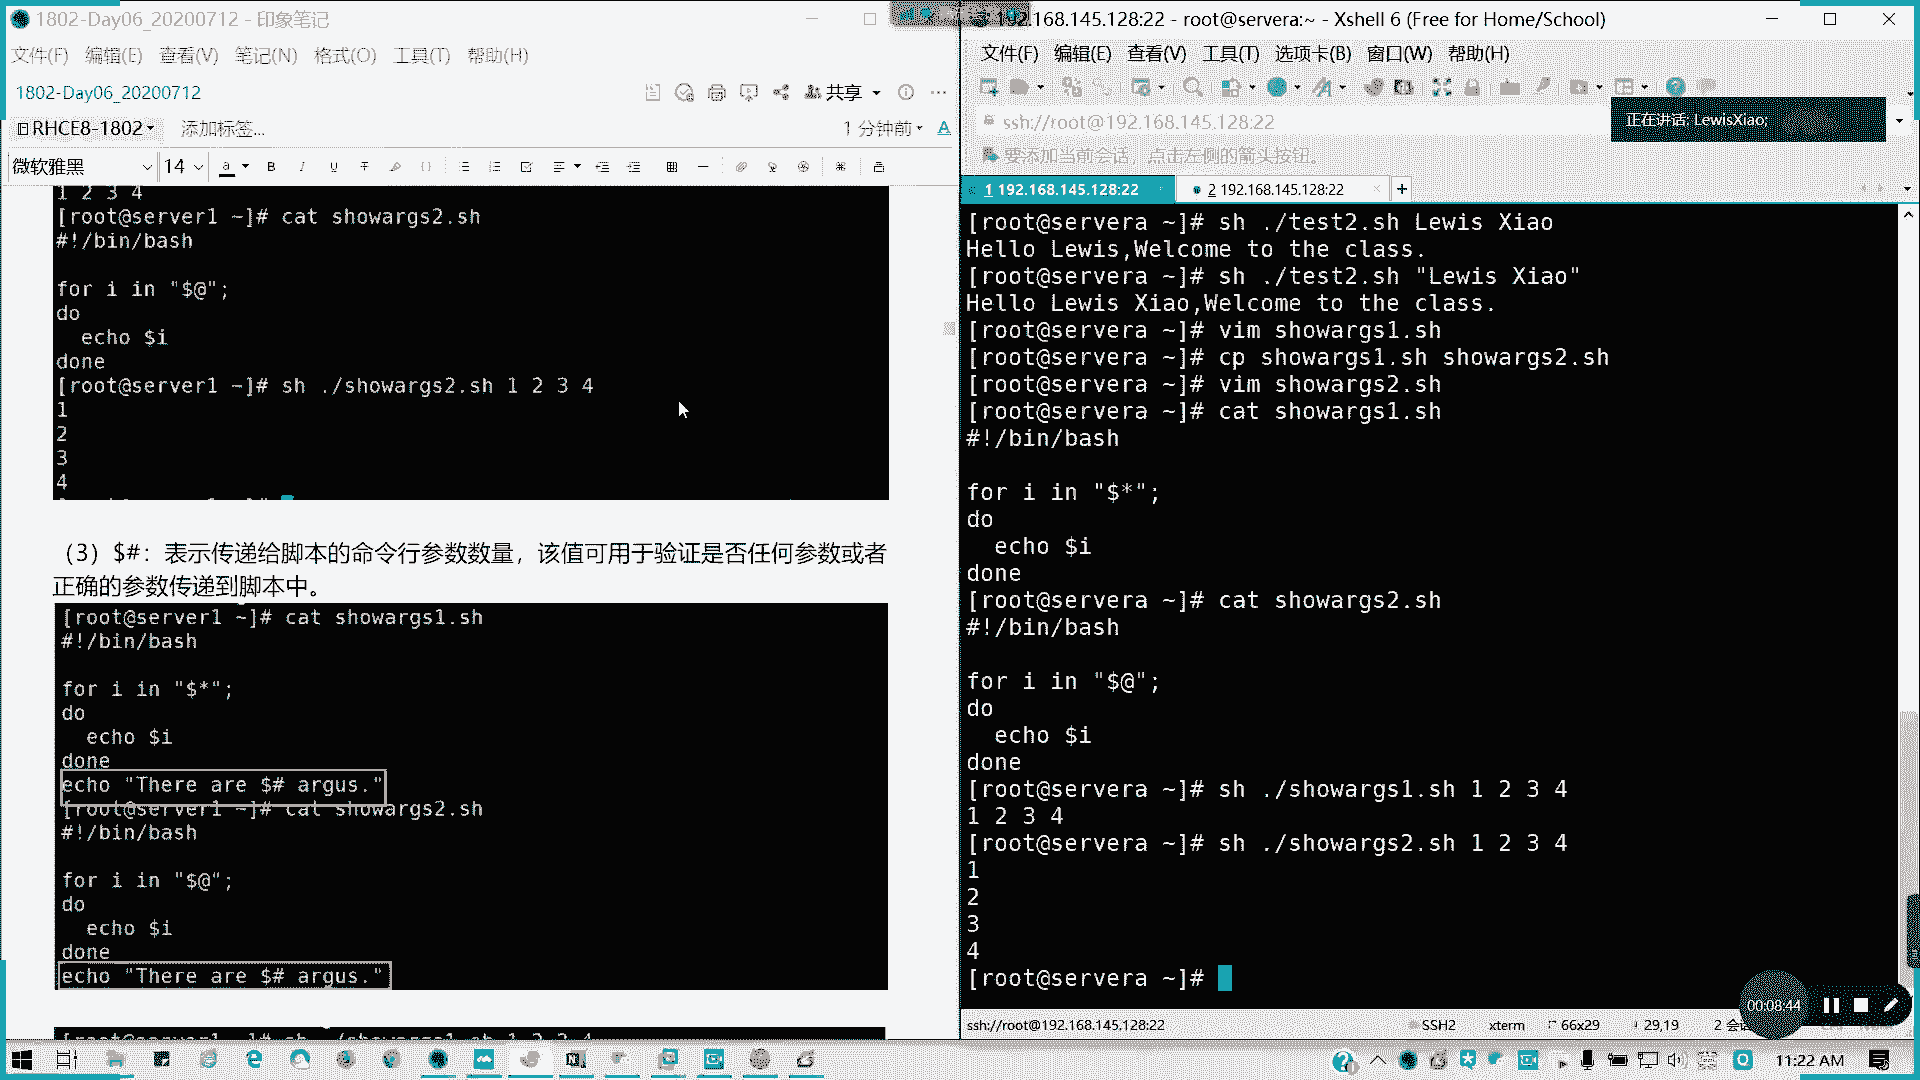 1802-Day06_20200712 - 印象笔记
文件(F) 编辑(E) 查看(V) 笔记(N) 格式(O) 工具(T) 帮助(H)
1802-Day06_20200712
共享
RHCE8-1802
添加标签...
1 分钟前
微软雅黑 14
1 2 3 4
[root@server1 ~]# cat showargs2.sh
#!/bin/bash
for i in "$@";
do
echo $i
done
[root@server1 ~]# sh ./showargs2.sh 1 2 3 4
1
2
3
4
（3）$#：表示传递给脚本的命令行参数数量，该值可用于验证是否任何参数或者
正确的参数传递到脚本中。
[root@server1 ~]# cat showargs1.sh
#!/bin/bash
for i in "$*";
do
echo $i
done
echo "There are $# argus."
[root@server1 ~]# cat showargs2.sh
#!/bin/bash
for i in "$@";
do
echo $i
done
echo "There are $# argus."
192.168.145.128:22 - root@servera:~ - Xshell 6 (Free for Home/School)
文件(F) 编辑(E) 查看(V) 工具(T) 选项卡(B) 窗口(W) 帮助(H)
ssh://root@192.168.145.128:22
正在讲话: LewisXiao;
要添加当前会话，点击左侧的箭头按钮。
1 192.168.145.128:22
2 192.168.145.128:22
[root@servera ~]# sh ./test2.sh Lewis Xiao
Hello Lewis,Welcome to the class.
[root@servera ~]# sh ./test2.sh "Lewis Xiao"
Hello Lewis Xiao,Welcome to the class.
[root@servera ~]# vim showargs1.sh
[root@servera ~]# cp showargs1.sh showargs2.sh
[root@servera ~]# vim showargs2.sh
[root@servera ~]# cat showargs1.sh
#!/bin/bash
for i in "$*";
do
echo $i
done
[root@servera ~]# cat showargs2.sh
#!/bin/bash
for i in "$@";
do
echo $i
done
[root@servera ~]# sh ./showargs1.sh 1 2 3 4
1 2 3 4
[root@servera ~]# sh ./showargs2.sh 1 2 3 4
1
2
3
4
[root@servera ~]#
00:08:44
ssh://root@192.168.145.128:22 SSH2 xterm 66x29 29,19
11:22 AM